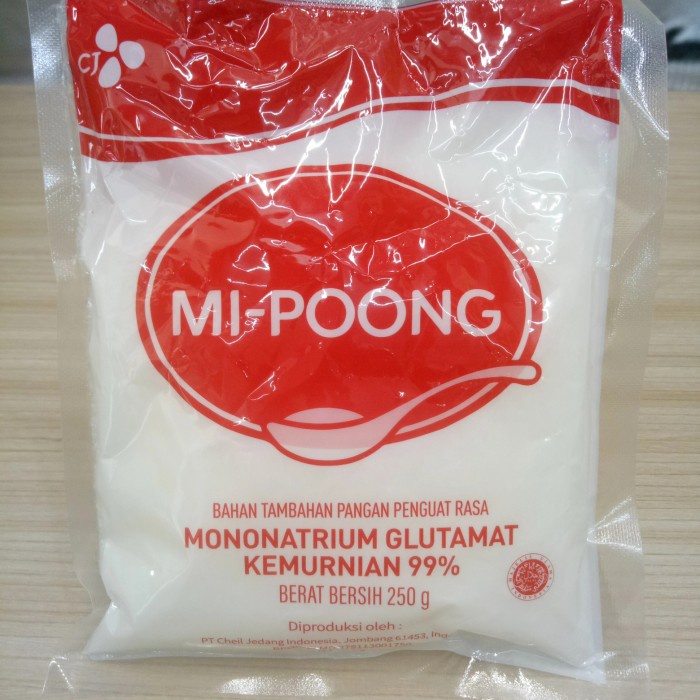 CJ
MI-POONG
BAHAN TAMBAHAN PANGAN PENGUAT RASA
MONONATRIUM GLUTAMAT
KEMURNIAN 99%
BERAT BERSIH 250 g
Diproduksi oleh :
PT Cheil Jedang Indonesia, Jombang 61453,